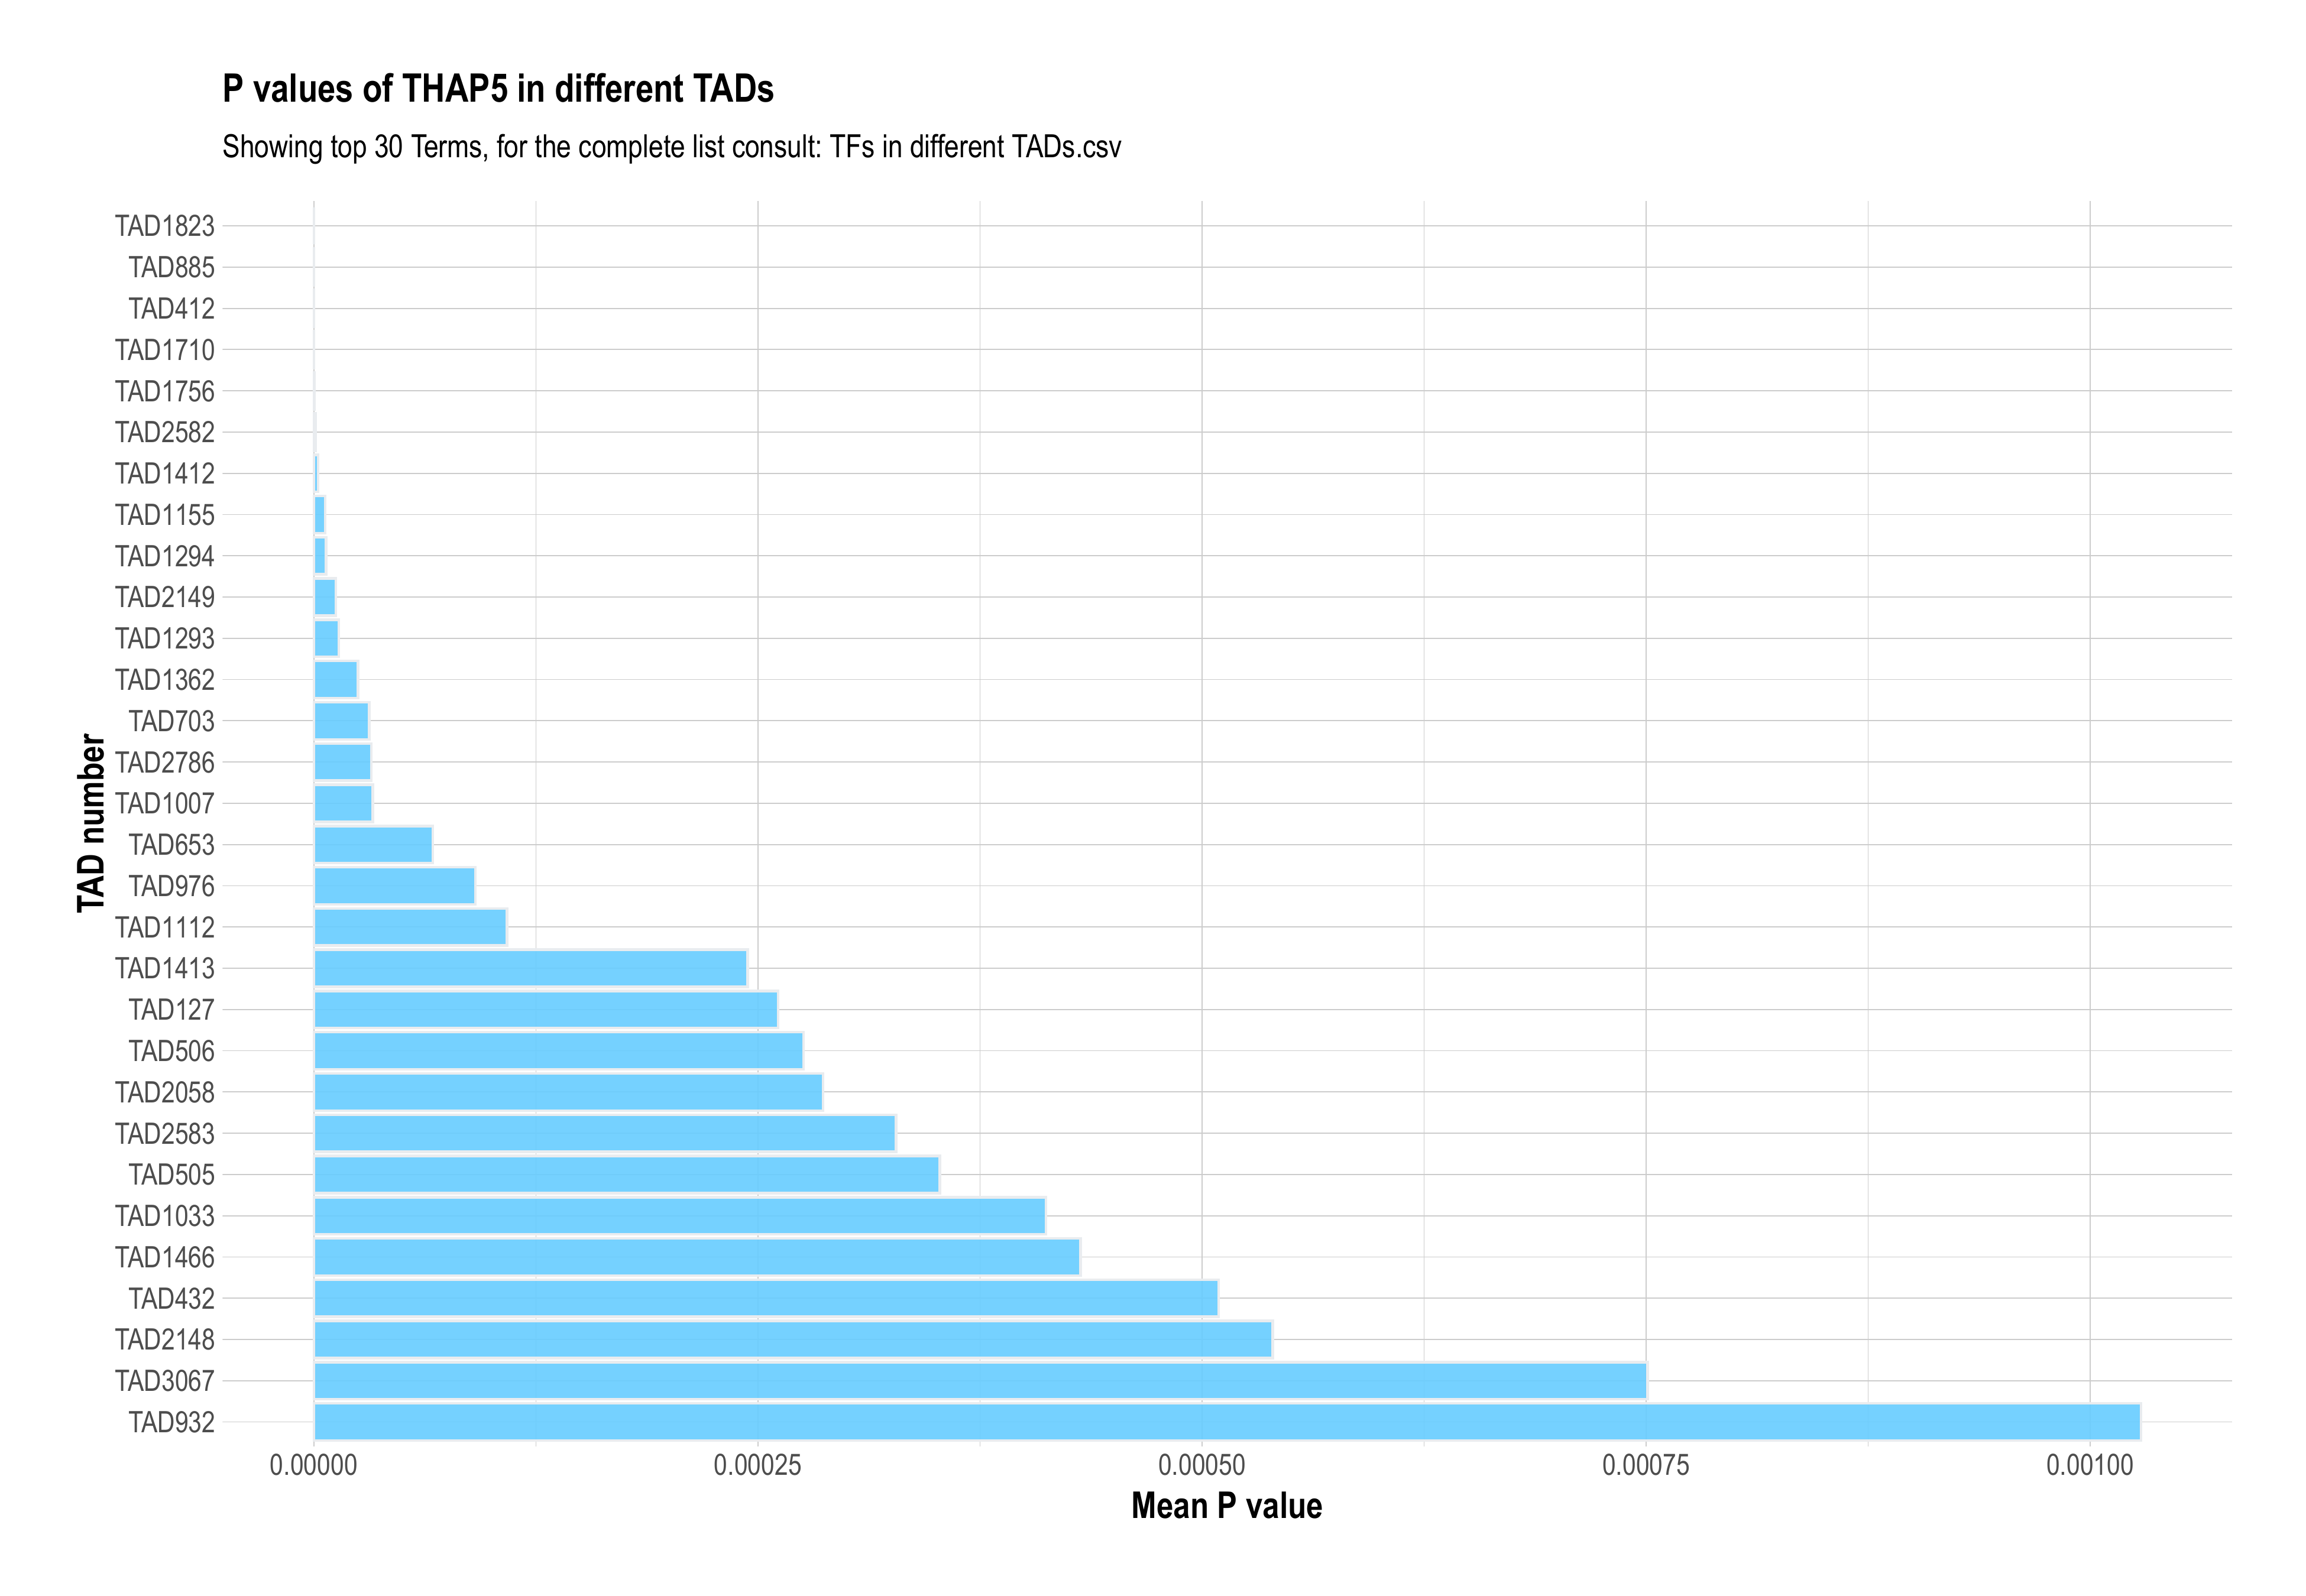 P values of THAP5 in different TADs
Showing top 30 Terms, for the complete list consult: TFs in different TADs.csv
TAD number
TAD1823
TAD885
TAD412
TAD1710
TAD1756
TAD2582
TAD1412
TAD1155
TAD1294
TAD2149
TAD1293
TAD1362
TAD703
TAD2786
TAD1007
TAD653
TAD976
TAD1112
TAD1413
TAD127
TAD506
TAD2058
TAD2583
TAD505
TAD1033
TAD1466
TAD432
TAD2148
TAD3067
TAD932
0.00000 0.00025 0.00050 0.00075 0.00100
Mean P value